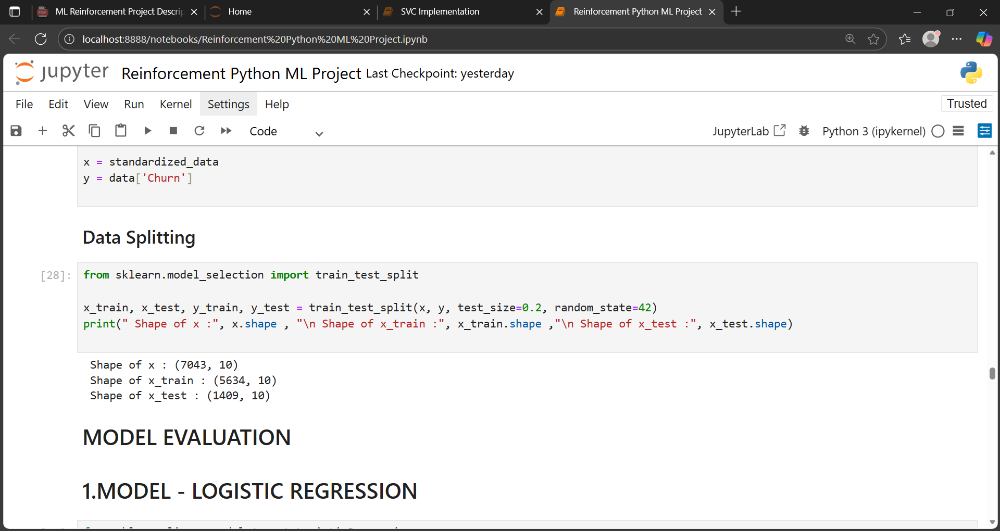 ML Reinforcement Project Descrip
Home
SVC Implementation
Reinforcement Python ML Project
localhost:8888/notebooks/Reinforcement%20Python%20ML%20Project.ipynb
jupyter Reinforcement Python ML Project Last Checkpoint: yesterday
File Edit View Run Kernel Settings Help
Trusted
Code
JupyterLab
Python 3 (ipykernel)
x = standardized_data
y = data['Churn']
Data Splitting
[28]:
from sklearn.model_selection import train_test_split
x_train, x_test, y_train, y_test = train_test_split(x, y, test_size=0.2, random_state=42)
print(" Shape of x :", x.shape , "\n Shape of x_train :", x_train.shape ,"\n Shape of x_test :", x_test.shape)
Shape of x : (7043, 10)
Shape of x_train : (5634, 10)
Shape of x_test : (1409, 10)
MODEL EVALUATION
1.MODEL - LOGISTIC REGRESSION